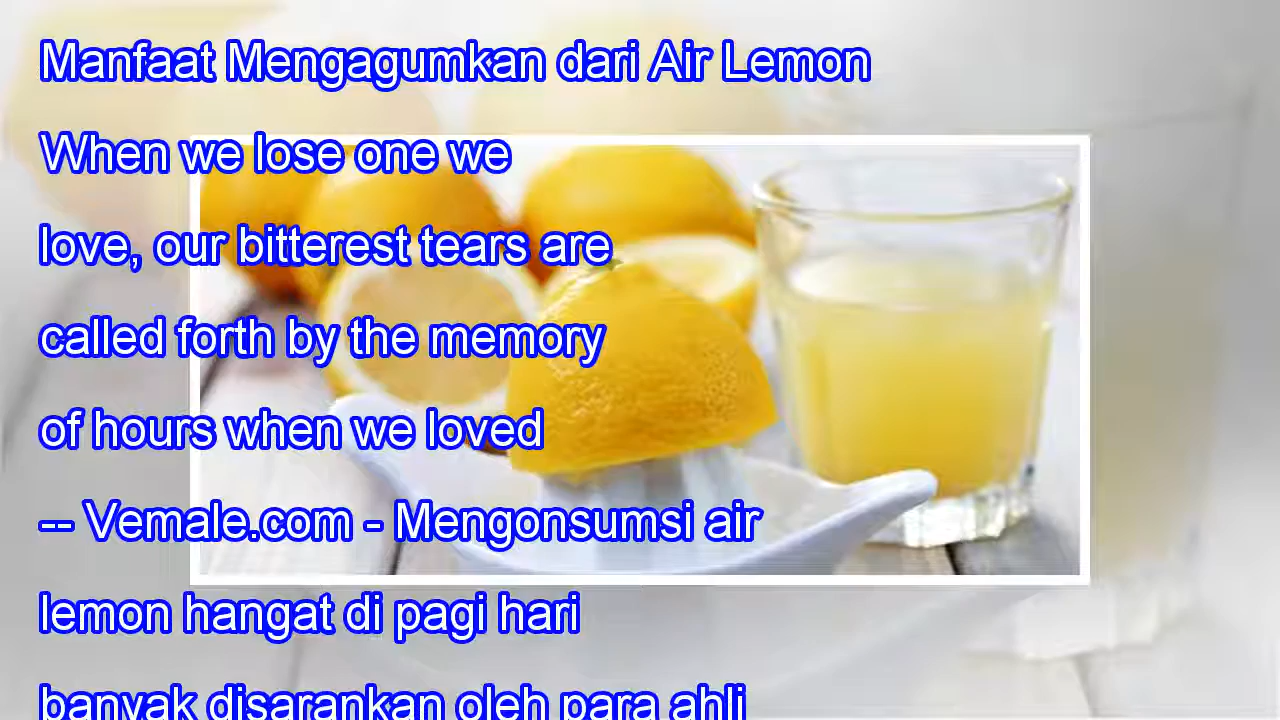 Manfaat Mengagumkan dari Air Lemon
When we lose one we
love, our bitterest tears are
called forth by the memory
of hours when we loved
-- Vemale.com - Mengonsumsi air
lemon hangat di pagi hari
banyak disarankan oleh para ahli